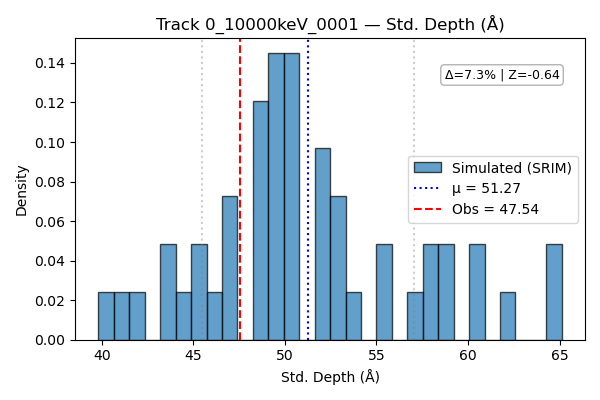 Track 0_10000keV_0001 — Std. Depth (Å)
Δ=7.3% | Z=-0.64
Simulated (SRIM)
μ = 51.27
Obs = 47.54
Density
0.14
0.12
0.10
0.08
0.06
0.04
0.02
0.00
40 45 50 55 60 65
Std. Depth (Å)